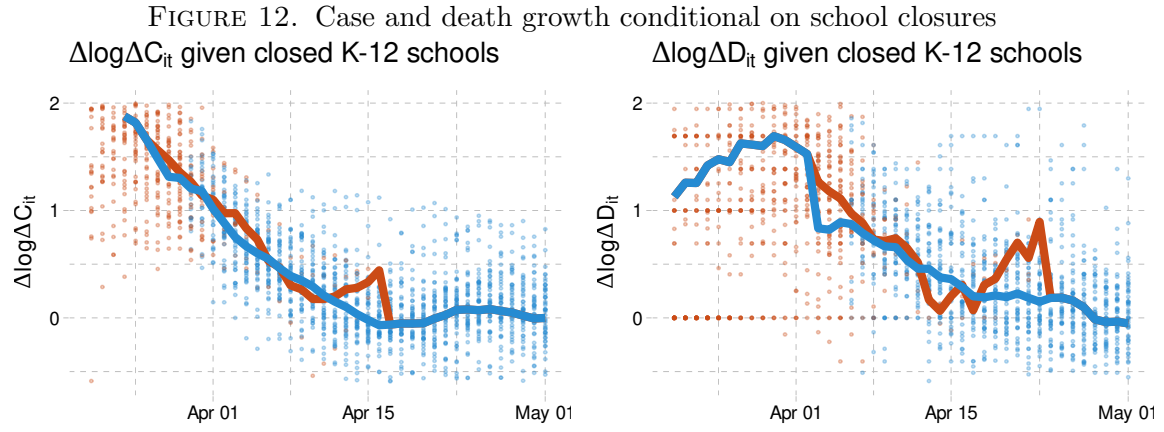 FIGURE 12. Case and death growth conditional on school closures
ΔlogΔC_it given closed K-12 schools
ΔlogΔD_it given closed K-12 schools
ΔlogΔC_it
2
1
0
Apr 01
Apr 15
May 01
ΔlogΔD_it
2
1
0
Apr 01
Apr 15
May 01